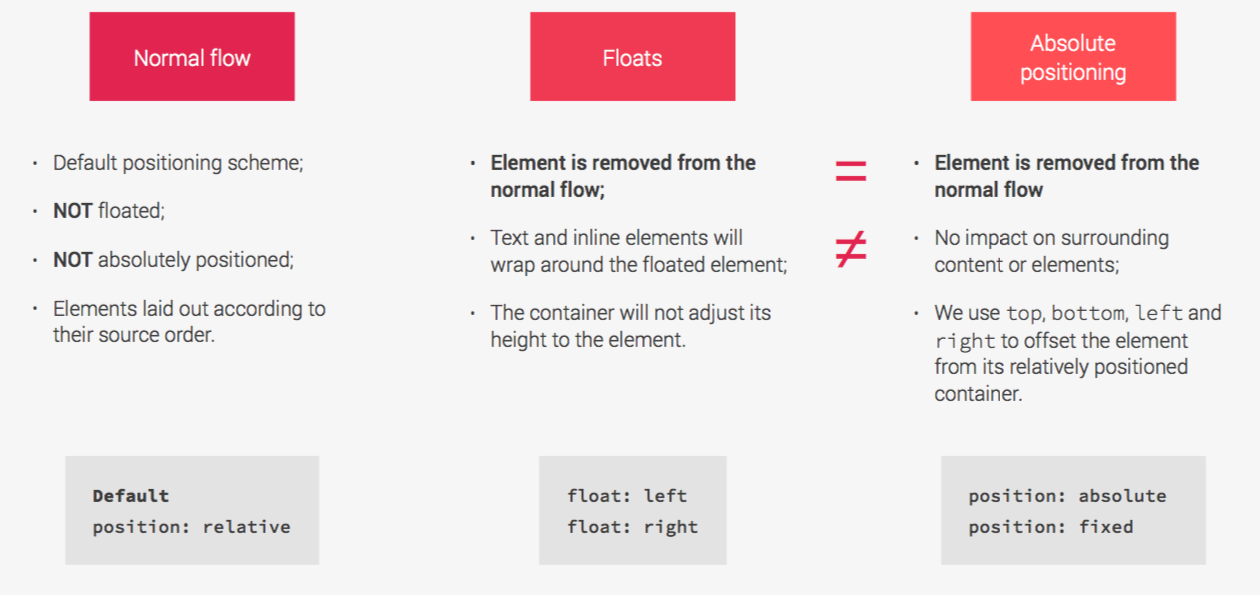 Normal flow
• Default positioning scheme;
• NOT floated;
• NOT absolutely positioned;
• Elements laid out according to
their source order.
Default
position: relative
Floats
• Element is removed from the
normal flow;
• Text and inline elements will
wrap around the floated element;
• The container will not adjust its
height to the element.
float: left
float: right
=
≠
Absolute
positioning
• Element is removed from the
normal flow
• No impact on surrounding
content or elements;
• We use top, bottom, left and
right to offset the element
from its relatively positioned
container.
position: absolute
position: fixed